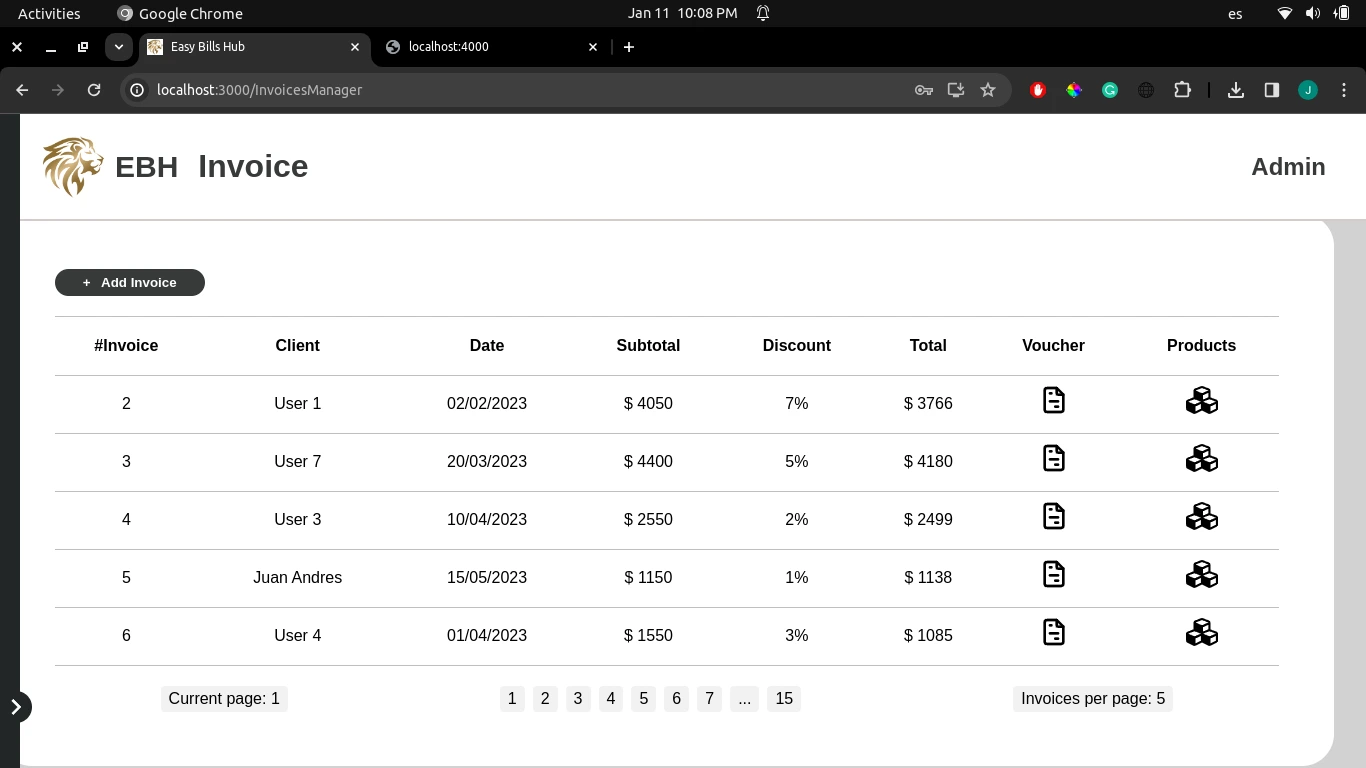 Activities Google Chrome Jan 11 10:08 PM es
Easy Bills Hub localhost:4000
localhost:3000/InvoicesManager J
EBH Invoice Admin
+ Add Invoice
#Invoice Client Date Subtotal Discount Total Voucher Products
2 User 1 02/02/2023 $ 4050 7% $ 3766
3 User 7 20/03/2023 $ 4400 5% $ 4180
4 User 3 10/04/2023 $ 2550 2% $ 2499
5 Juan Andres 15/05/2023 $ 1150 1% $ 1138
6 User 4 01/04/2023 $ 1550 3% $ 1085
Current page: 1 1 2 3 4 5 6 7 ... 15 Invoices per page: 5